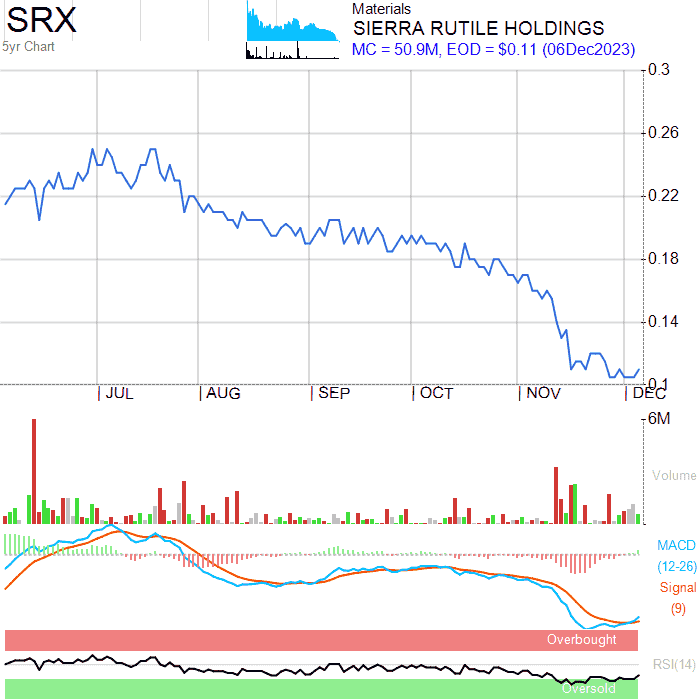 SRX
5yr Chart
Materials
SIERRA RUTILE HOLDINGS
MC = 50.9M, EOD = $0.11 (06Dec2023)
0.3
0.26
0.22
0.18
0.14
0.1
JUL AUG SEP OCT NOV DEC
6M
Volume
MACD
(12-26)
Signal
(9)
Overbought
RSI(14)
Oversold